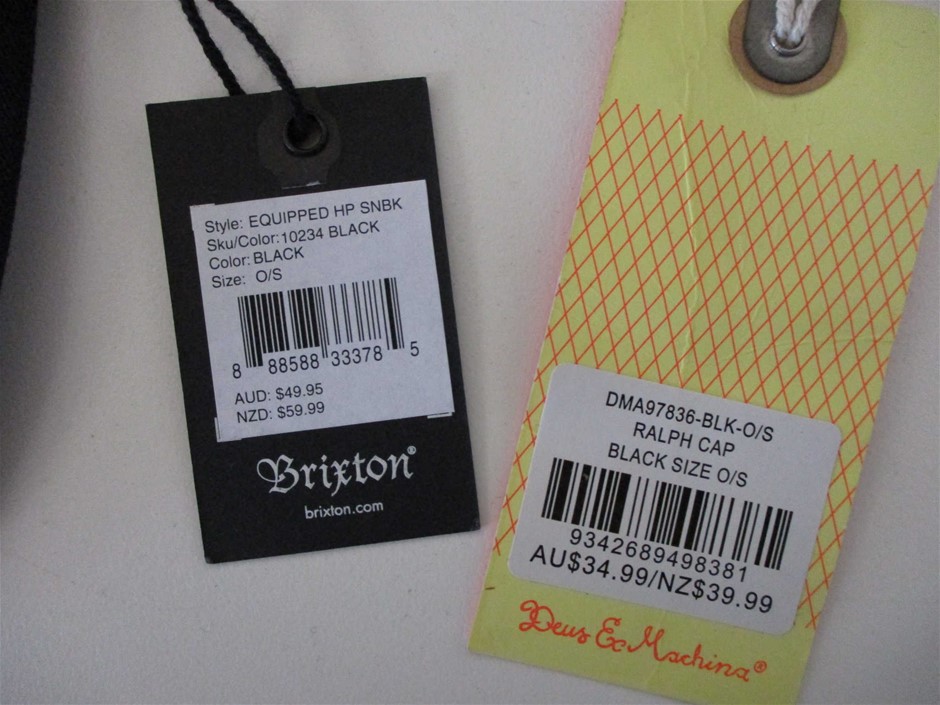 Style: EQUIPPED HP SNBK
Sku/Color:10234 BLACK
Color: BLACK
Size: O/S
8 88588 33378 5
AUD: $49.95
NZD: $59.99
Brixton®
brixton.com
DMA97836-BLK-O/S
RALPH CAP
BLACK SIZE O/S
9342689498381
AU$34.99/NZ$39.99
Deus Ex Machina®